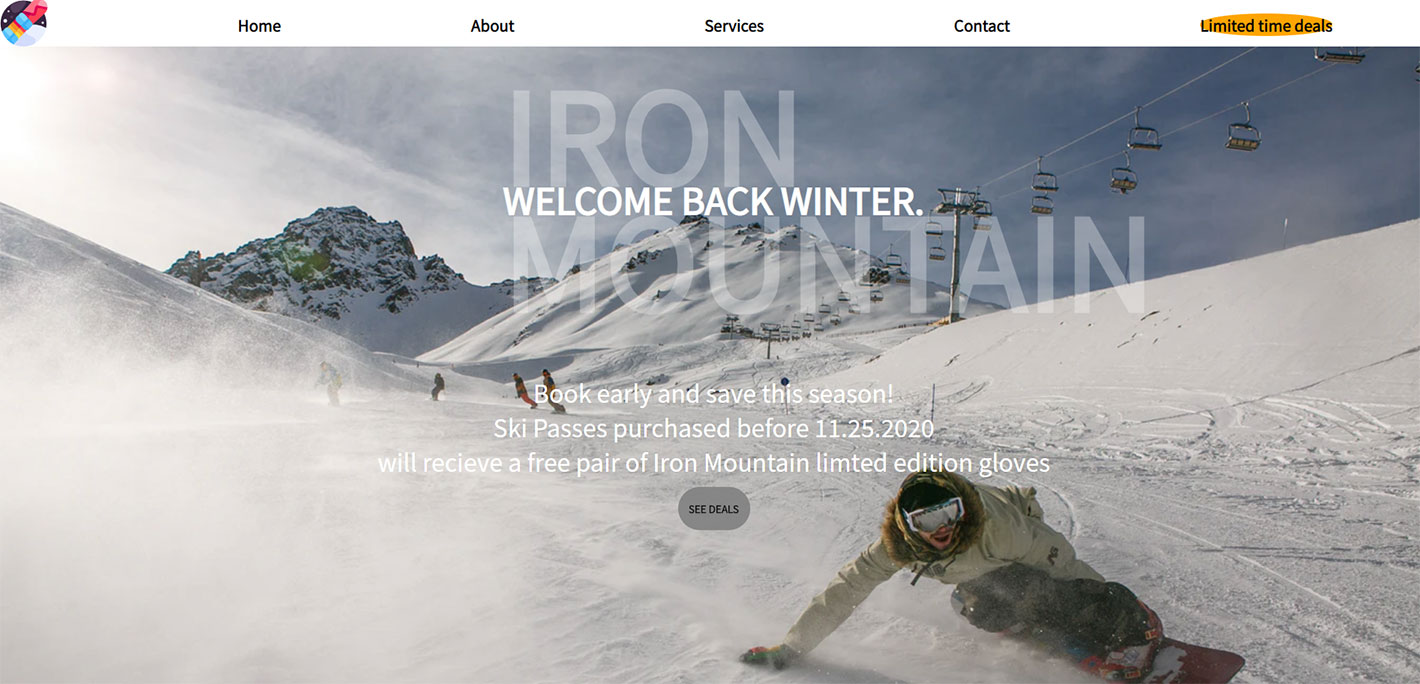 Home
About
Services
Contact
Limited time deals
IRON
WELCOME BACK WINTER.
MOUNTAIN
Book early and save this season!
Ski Passes purchased before 11.25.2020
will recieve a free pair of Iron Mountain limted edition gloves
SEE DEALS